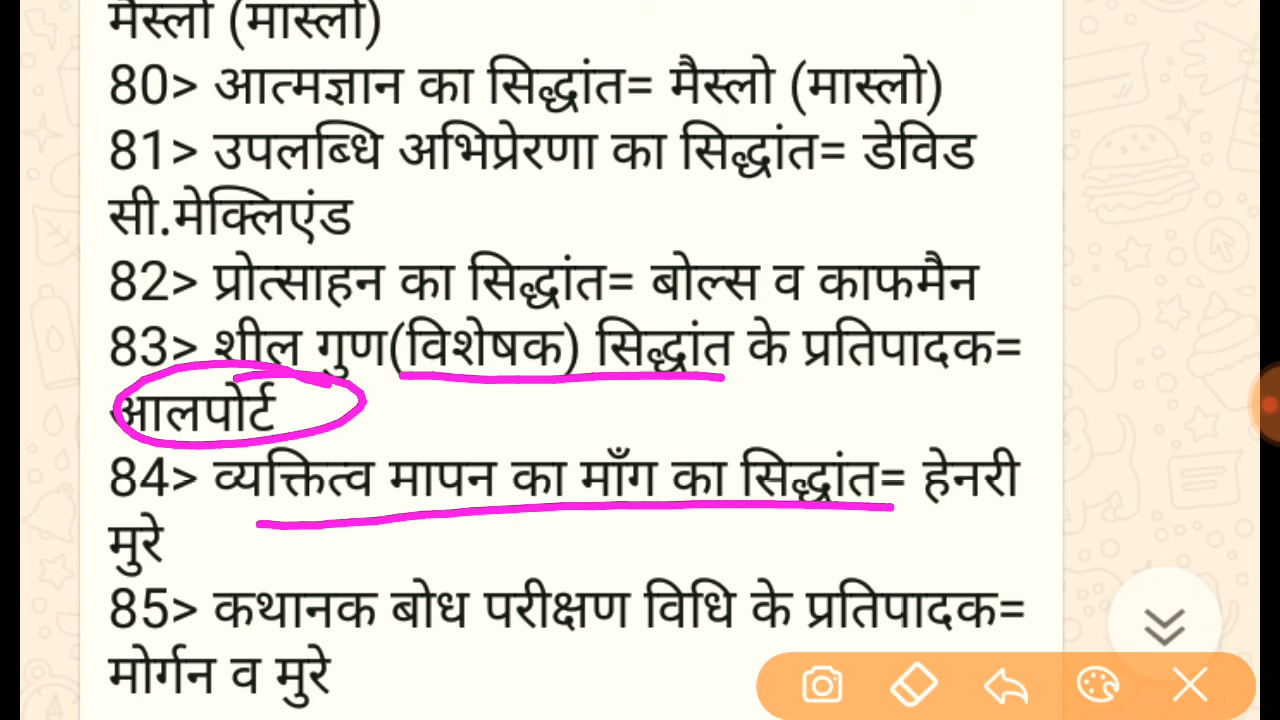 मैस्लो (मास्लो)
80> आत्मज्ञान का सिद्धांत= मैस्लो (मास्लो)
81> उपलब्धि अभिप्रेरणा का सिद्धांत= डेविड
सी.मेक्लिएंड
82> प्रोत्साहन का सिद्धांत= बोल्स व काफमैन
83> शील गुण(विशेषक) सिद्धांत के प्रतिपादक=
आलपोर्ट
84> व्यक्तित्व मापन का माँग का सिद्धांत= हेनरी
मुरे
85> कथानक बोध परीक्षण विधि के प्रतिपादक=
मोर्गन व मुरे